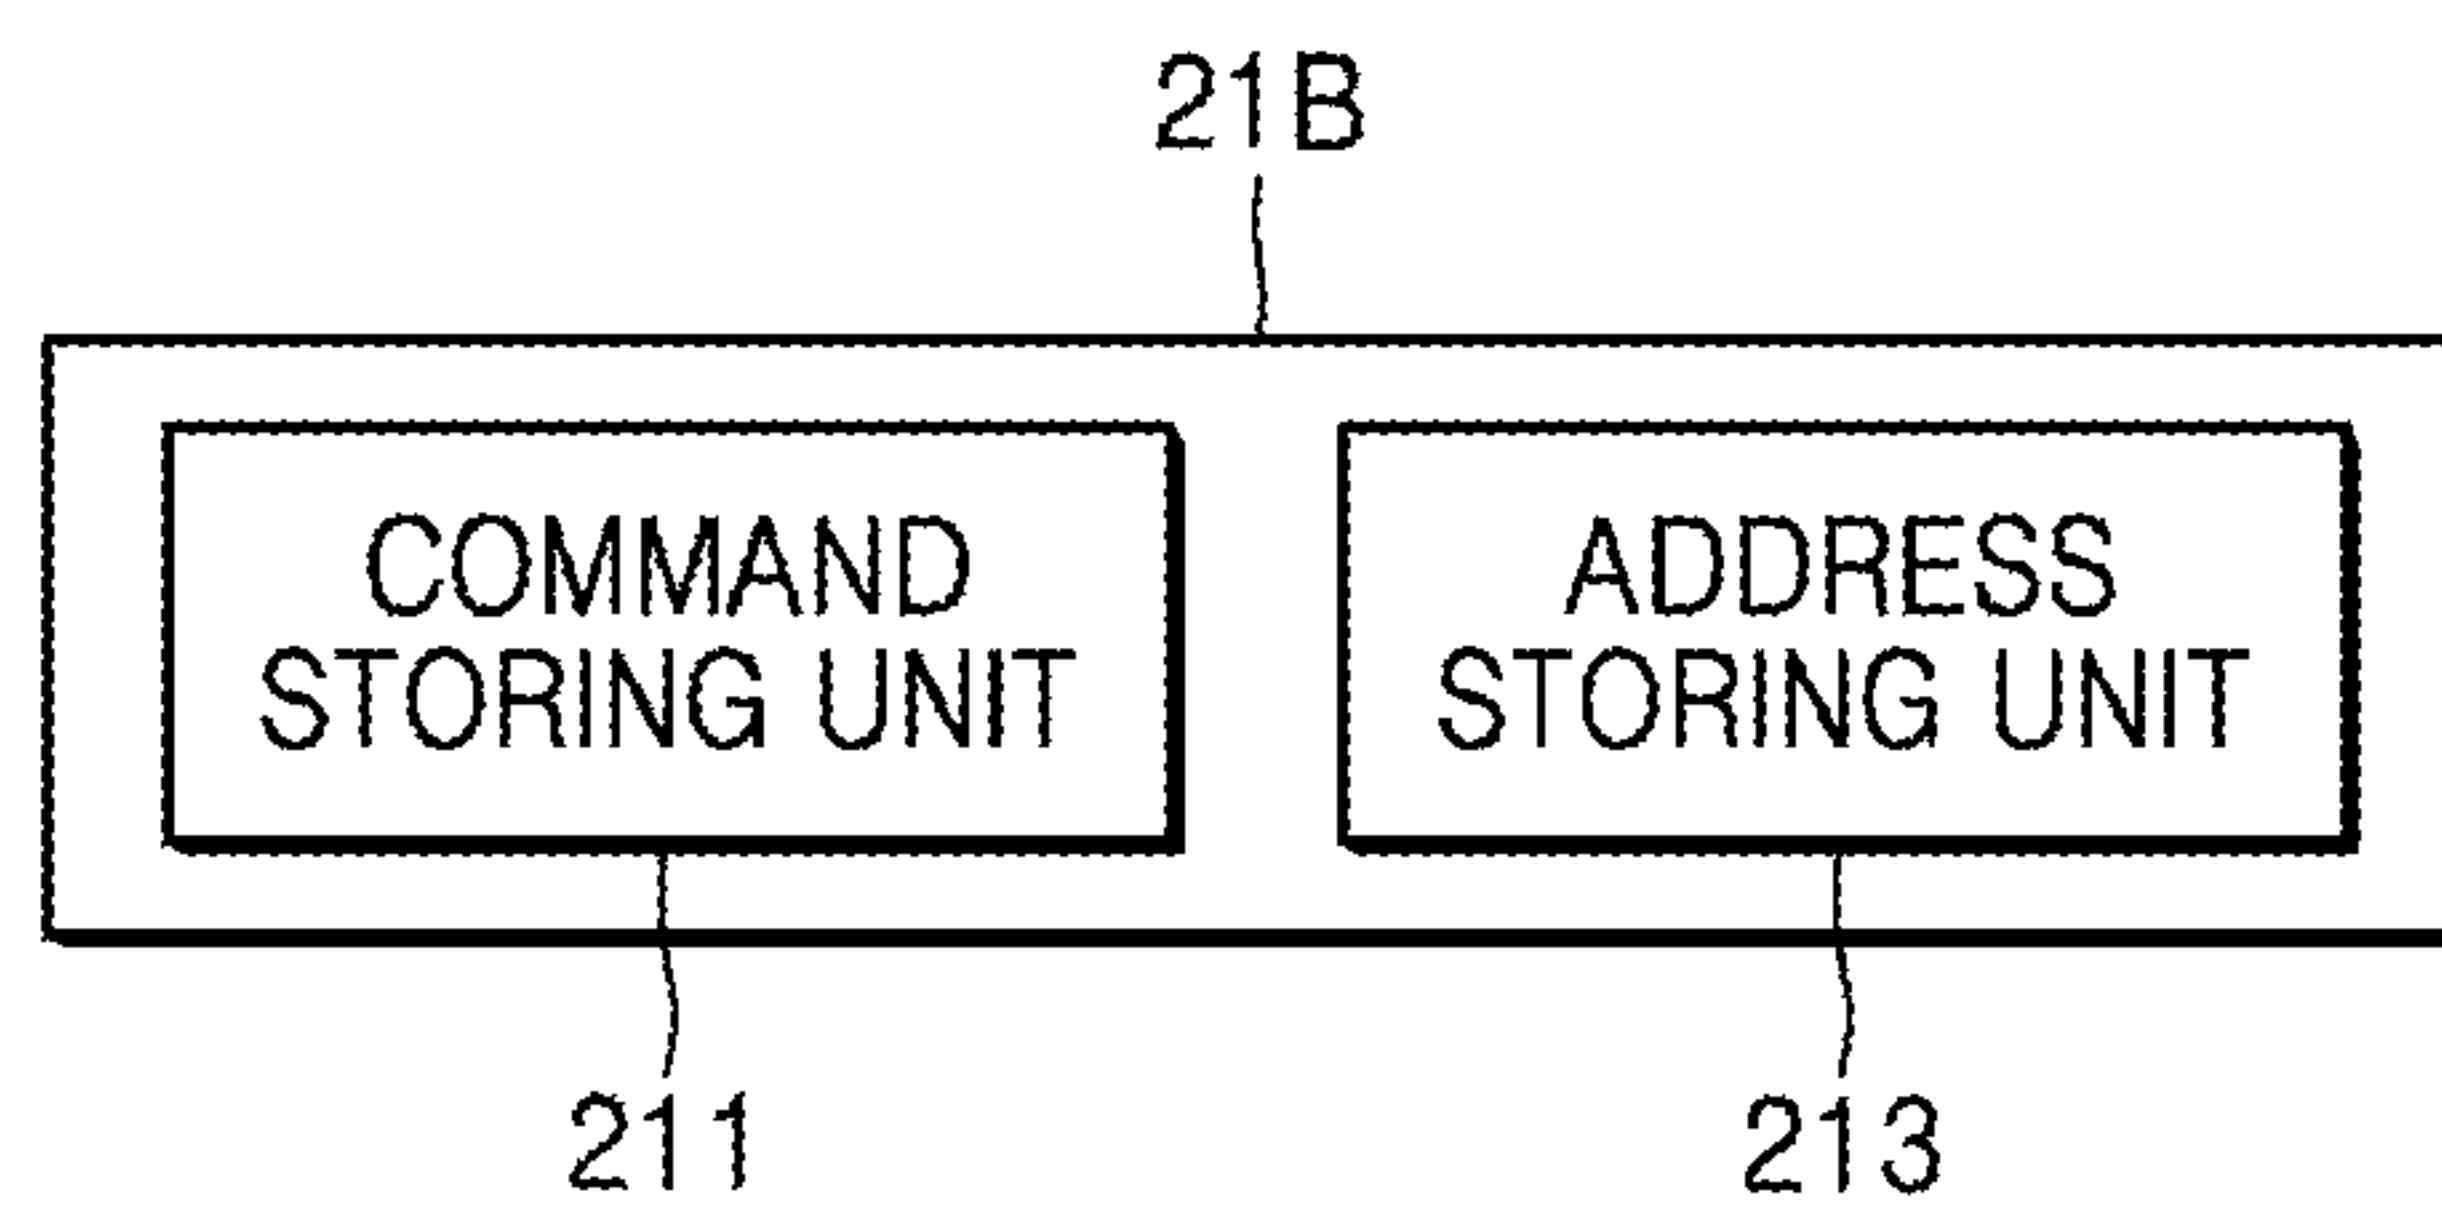 21B
COMMAND
STORING UNIT
ADDRESS
STORING UNIT
211
213